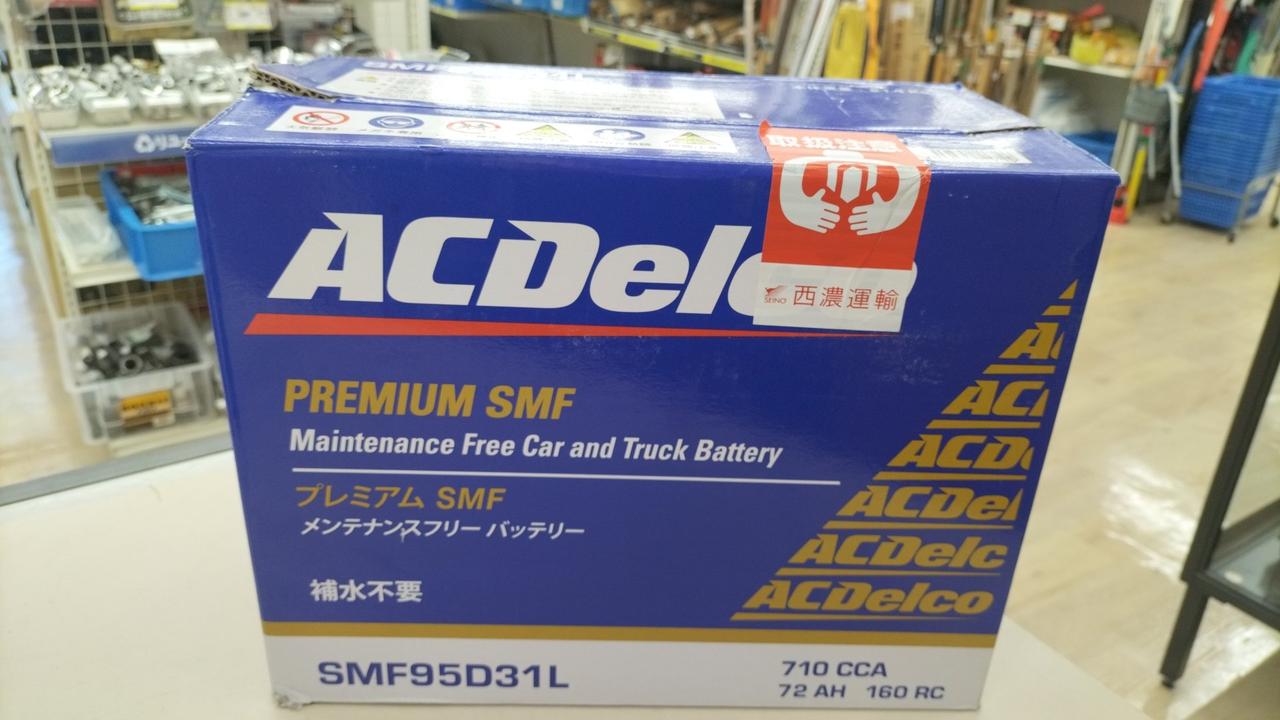 取扱注意
ACDelco
SEINO 西濃運輸
PREMIUM SMF
Maintenance Free Car and Truck Battery
プレミアム SMF
メンテナンスフリー バッテリー
補水不要
ACDelc
ACDelco
SMF95D31L
710 CCA
72 AH 160 RC